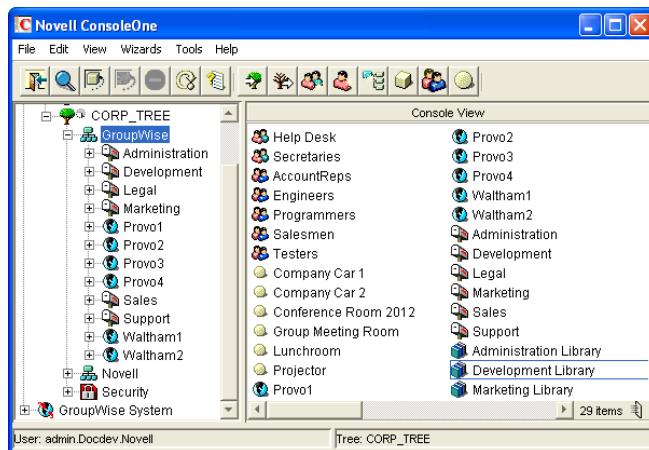 Novell ConsoleOne
File Edit View Wizards Tools Help
CORP_TREE
GroupWise
Administration
Development
Legal
Marketing
Provo1
Provo2
Provo3
Provo4
Sales
Support
Waltham1
Waltham2
Novell
Security
GroupWise System
Console View
Help Desk
Secretaries
AccountReps
Engineers
Programmers
Salesmen
Testers
Company Car 1
Company Car 2
Conference Room 2012
Group Meeting Room
Lunchroom
Projector
Provo1
Provo2
Provo3
Provo4
Waltham1
Waltham2
Administration
Development
Legal
Marketing
Sales
Support
Administration Library
Development Library
Marketing Library
29 items
User: admin.Docdev.Novell
Tree: CORP_TREE